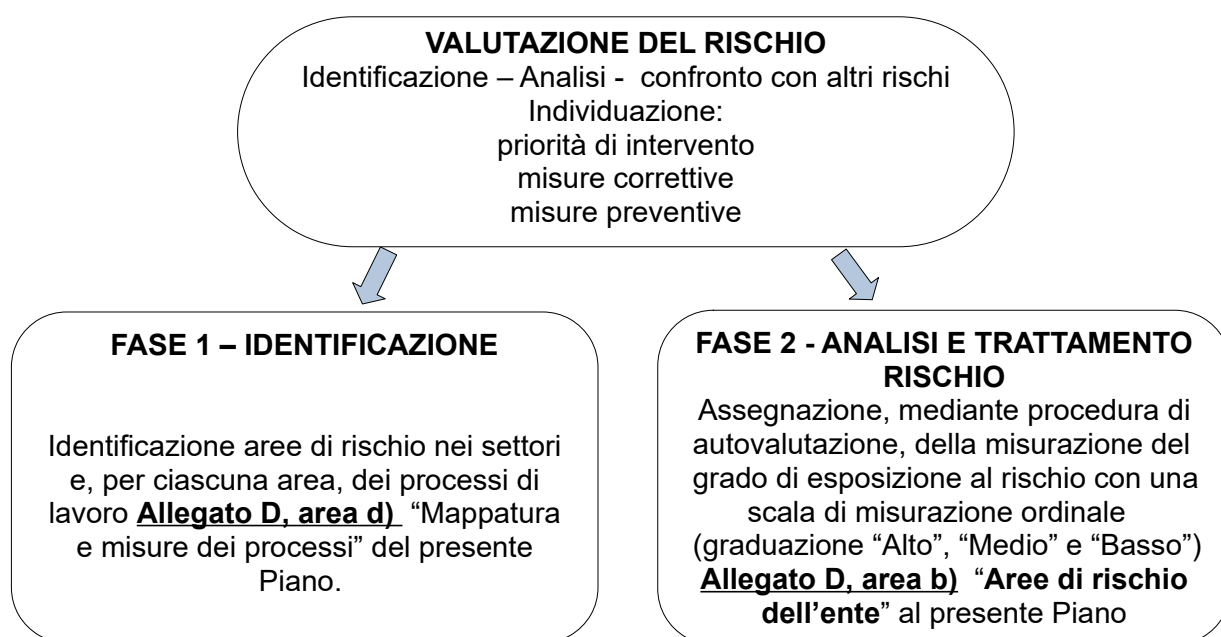 VALUTAZIONE DEL RISCHIO
Identificazione – Analisi - confronto con altri rischi
Individuazione:
priorità di intervento
misure correttive
misure preventive
FASE 1 – IDENTIFICAZIONE
Identificazione aree di rischio nei settori
e, per ciascuna area, dei processi di
lavoro Allegato D, area d) “Mappatura
e misure dei processi” del presente
Piano.
FASE 2 - ANALISI E TRATTAMENTO
RISCHIO
Assegnazione, mediante procedura di
autovalutazione, della misurazione del
grado di esposizione al rischio con una
scala di misurazione ordinale
(graduazione “Alto”, “Medio” e “Basso”)
Allegato D, area b) “Aree di rischio
dell’ente” al presente Piano